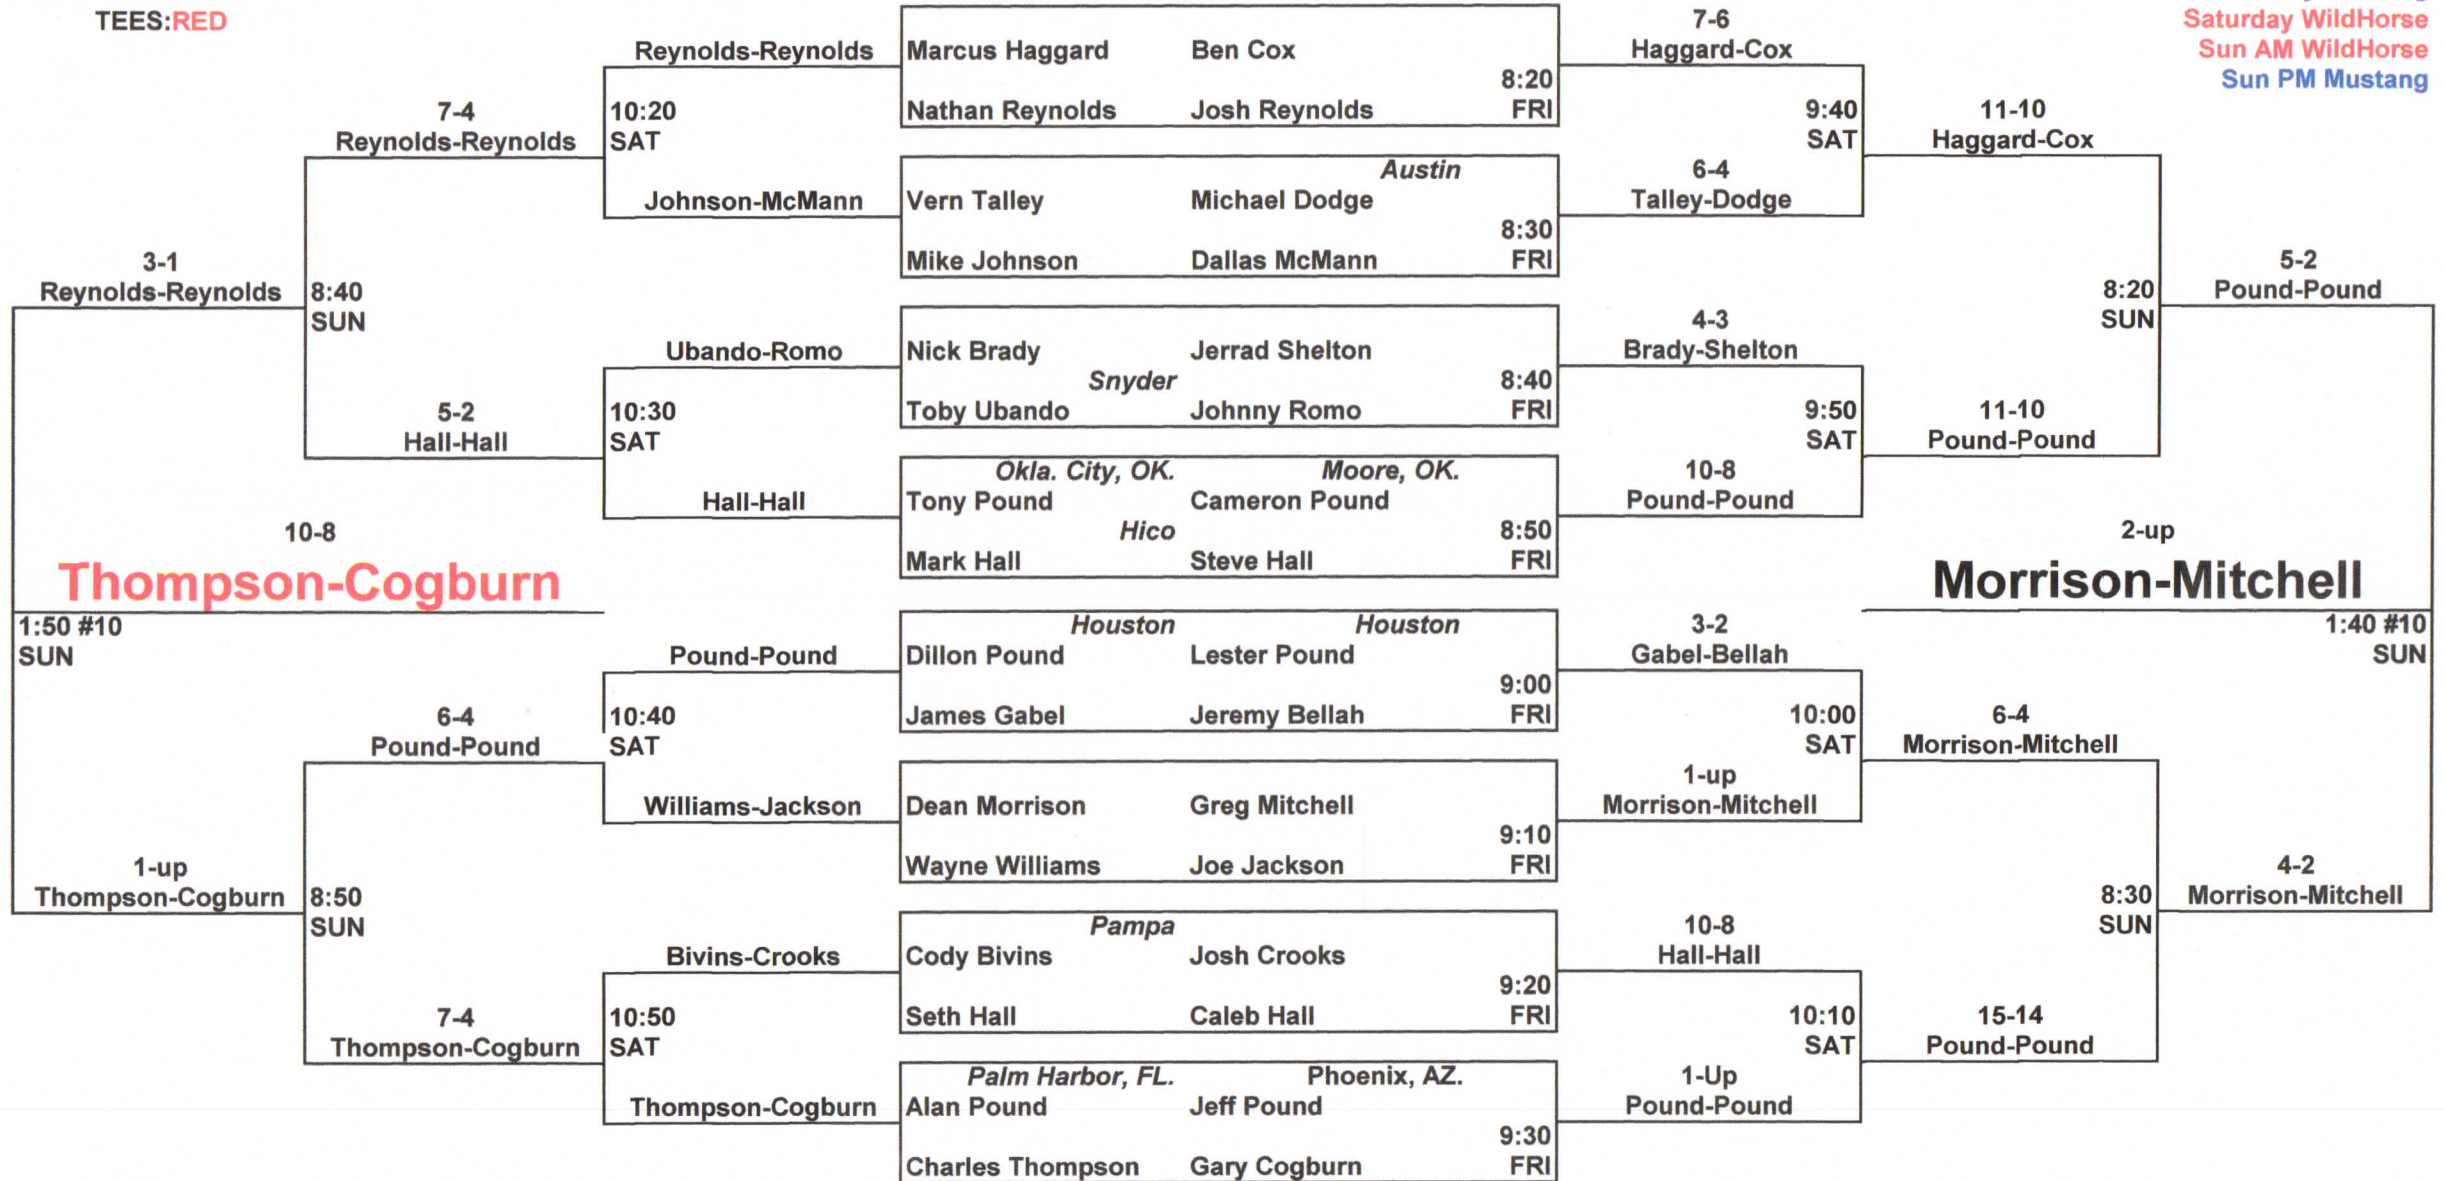 TEES:RED
Saturday WildHorse
Sun AM WildHorse
Sun PM Mustang
3-1
Reynolds-Reynolds
8:40
SUN
10-8
Thompson-Cogburn
1:50 #10
SUN
1-up
Thompson-Cogburn
8:50
SUN
7-4
Reynolds-Reynolds
10:20
SAT
5-2
Hall-Hall
10:30
SAT
6-4
Pound-Pound
10:40
SAT
7-4
Thompson-Cogburn
10:50
SAT
Reynolds-Reynolds
Johnson-McMann
Ubando-Romo
Hall-Hall
Pound-Pound
Williams-Jackson
Bivins-Crooks
Thompson-Cogburn
Marcus Haggard Ben Cox
8:20
Nathan Reynolds Josh Reynolds FRI
Austin
Vern Talley Michael Dodge
8:30
Mike Johnson Dallas McMann FRI
Nick Brady Jerrad Shelton
Snyder 8:40
Toby Ubando Johnny Romo FRI
Okla. City, OK. Moore, OK.
Tony Pound Cameron Pound
Hico 8:50
Mark Hall Steve Hall FRI
Houston Houston
Dillon Pound Lester Pound
9:00
James Gabel Jeremy Bellah FRI
Dean Morrison Greg Mitchell
9:10
Wayne Williams Joe Jackson FRI
Pampa
Cody Bivins Josh Crooks
9:20
Seth Hall Caleb Hall FRI
Palm Harbor, FL. Phoenix, AZ.
Alan Pound Jeff Pound
9:30
Charles Thompson Gary Cogburn FRI
7-6
Haggard-Cox
9:40
SAT
6-4
Talley-Dodge
4-3
Brady-Shelton
9:50
SAT
10-8
Pound-Pound
3-2
Gabel-Bellah
10:00
SAT
1-up
Morrison-Mitchell
10-8
Hall-Hall
10:10
SAT
1-Up
Pound-Pound
11-10
Haggard-Cox
8:20
SUN
11-10
Pound-Pound
6-4
Morrison-Mitchell
8:30
SUN
15-14
Pound-Pound
5-2
Pound-Pound
2-up
Morrison-Mitchell
1:40 #10
SUN
4-2
Morrison-Mitchell